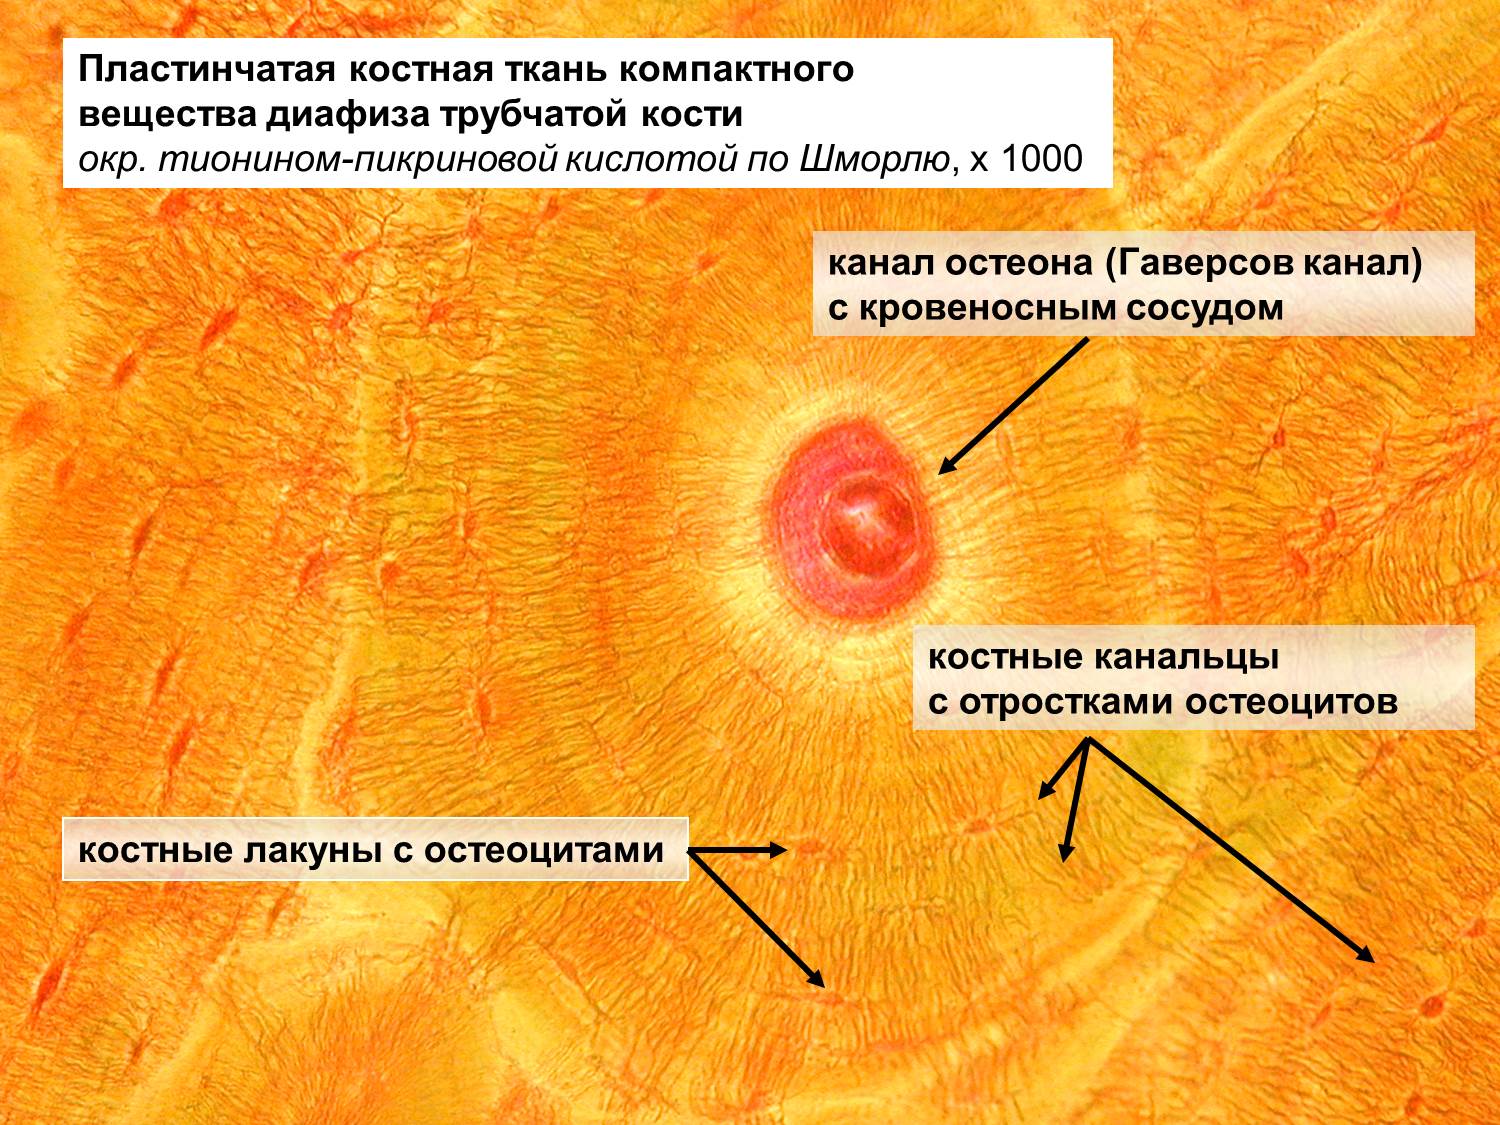 Пластинчатая костная ткань компактного
вещества диафиза трубчатой кости
окр. тионином-пикриновой кислотой по Шморлю, х 1000
канал остеона (Гаверсов канал)
с кровеносным сосудом
костные канальцы
с отростками остеоцитов
костные лакуны с остеоцитами